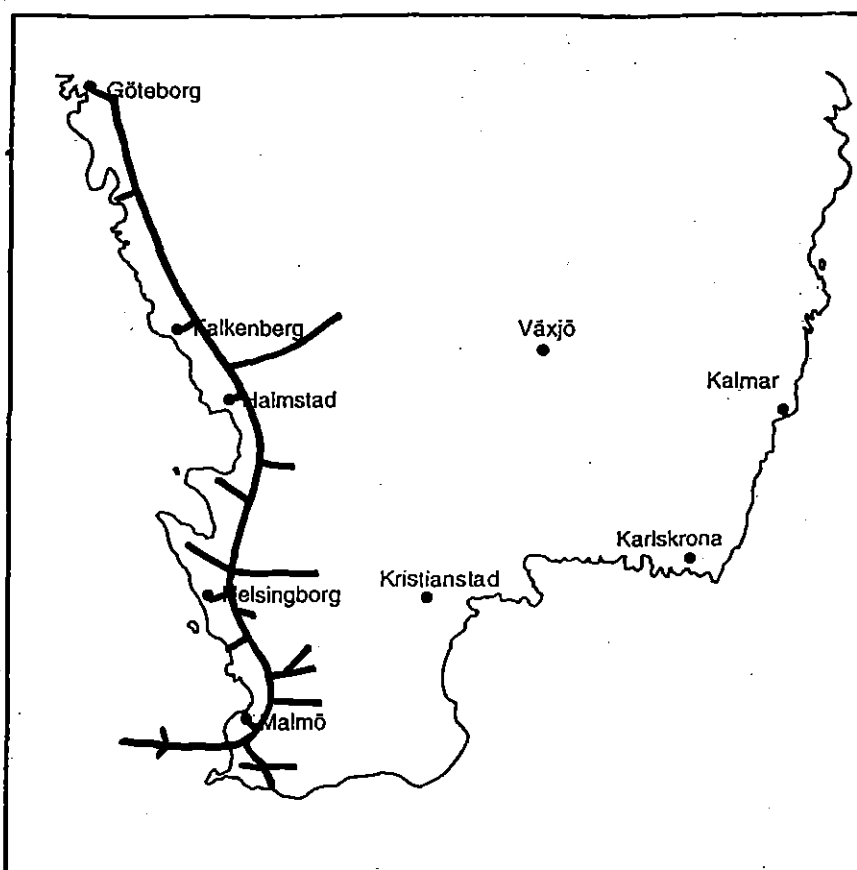 Göteborg
Falkenberg
Växjö
Kalmar
Halmstad
Karlskrona
Kristianstad
Helsingborg
Malmö